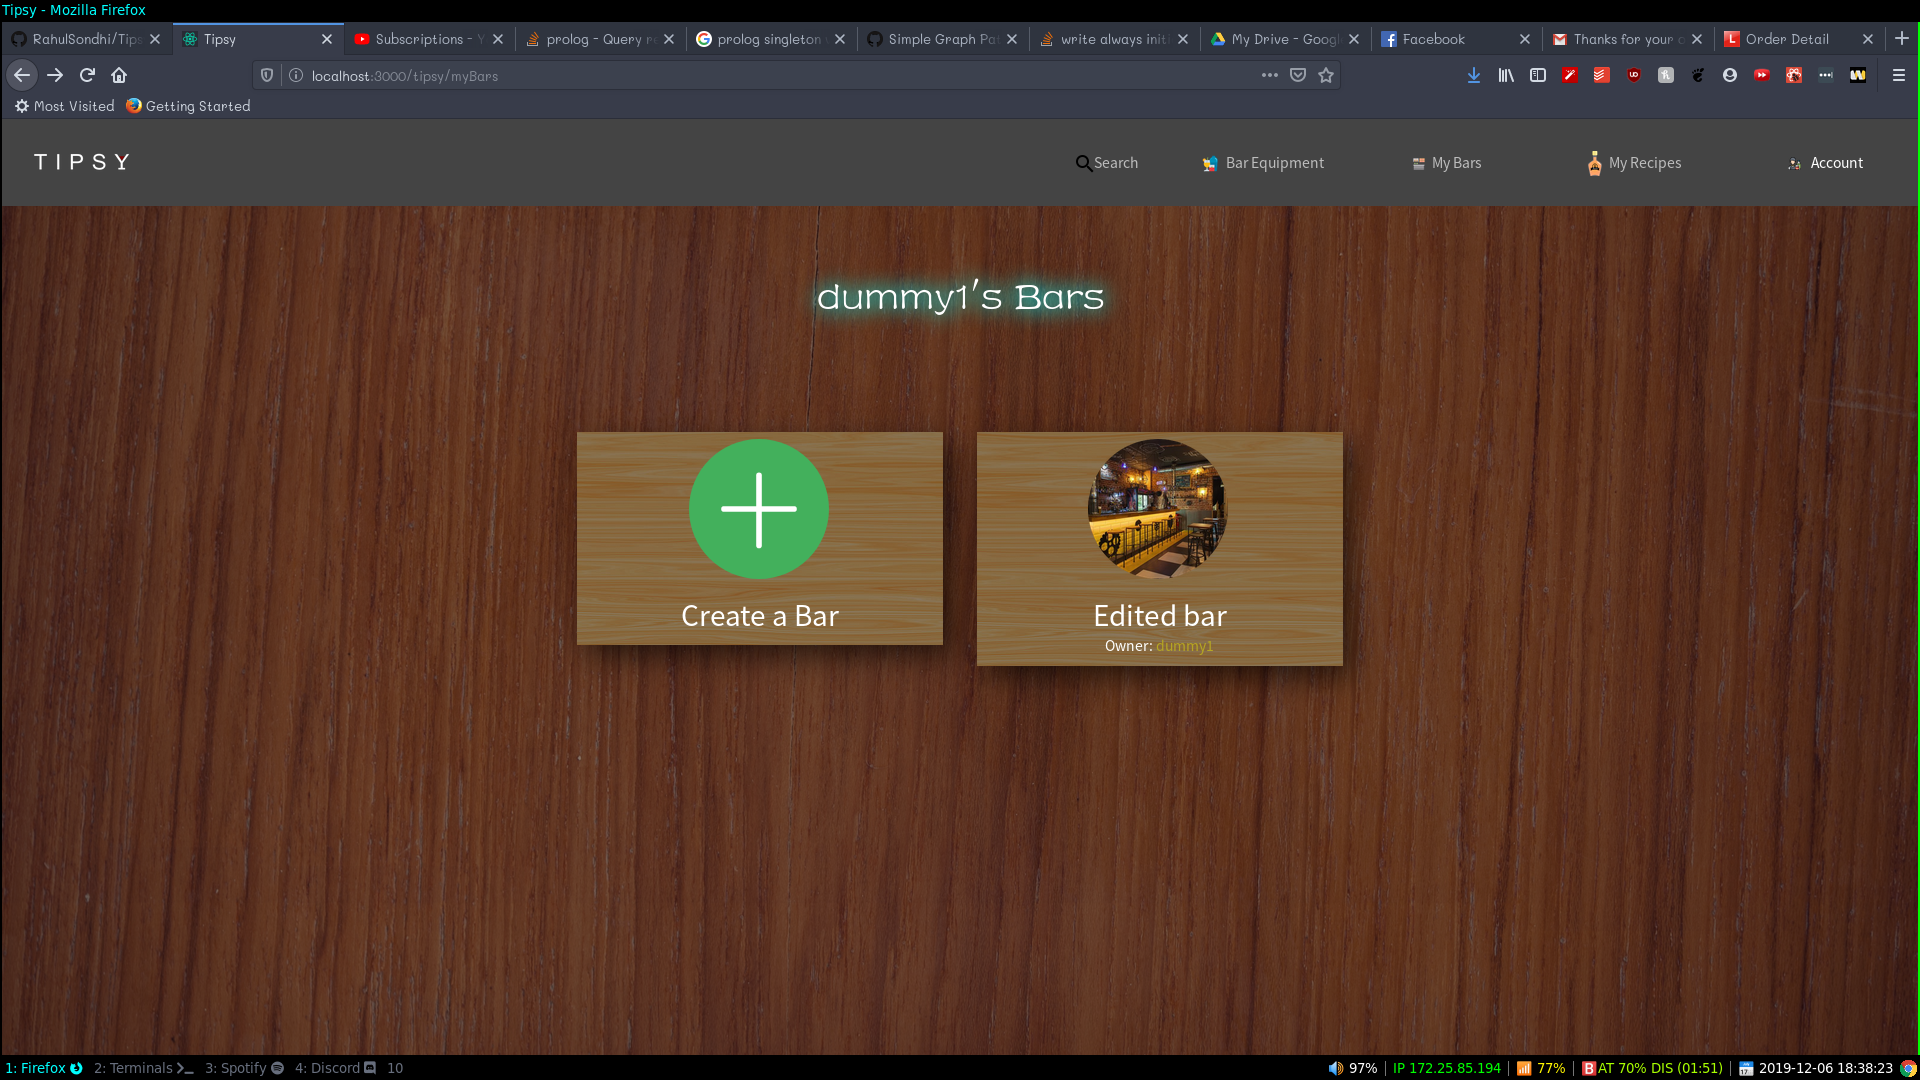 Tipsy - Mozilla Firefox
RahulSondhi/Tips
Tipsy
Subscriptions - Y
prolog - Query re
prolog singleton
Simple Graph Pat
write always init
My Drive - Googl
Facebook
Thanks for your
Order Detail
localhost:3000/tipsy/myBars
Most Visited
Getting Started
TIPSY
Search
Bar Equipment
My Bars
My Recipes
Account
dummy1's Bars
Create a Bar
Edited bar
Owner: dummy1
1: Firefox
2: Terminals
3: Spotify
4: Discord
10
97%
IP 172.25.85.194
77%
BAT 70% DIS (01:51)
2019-12-06 18:38:23